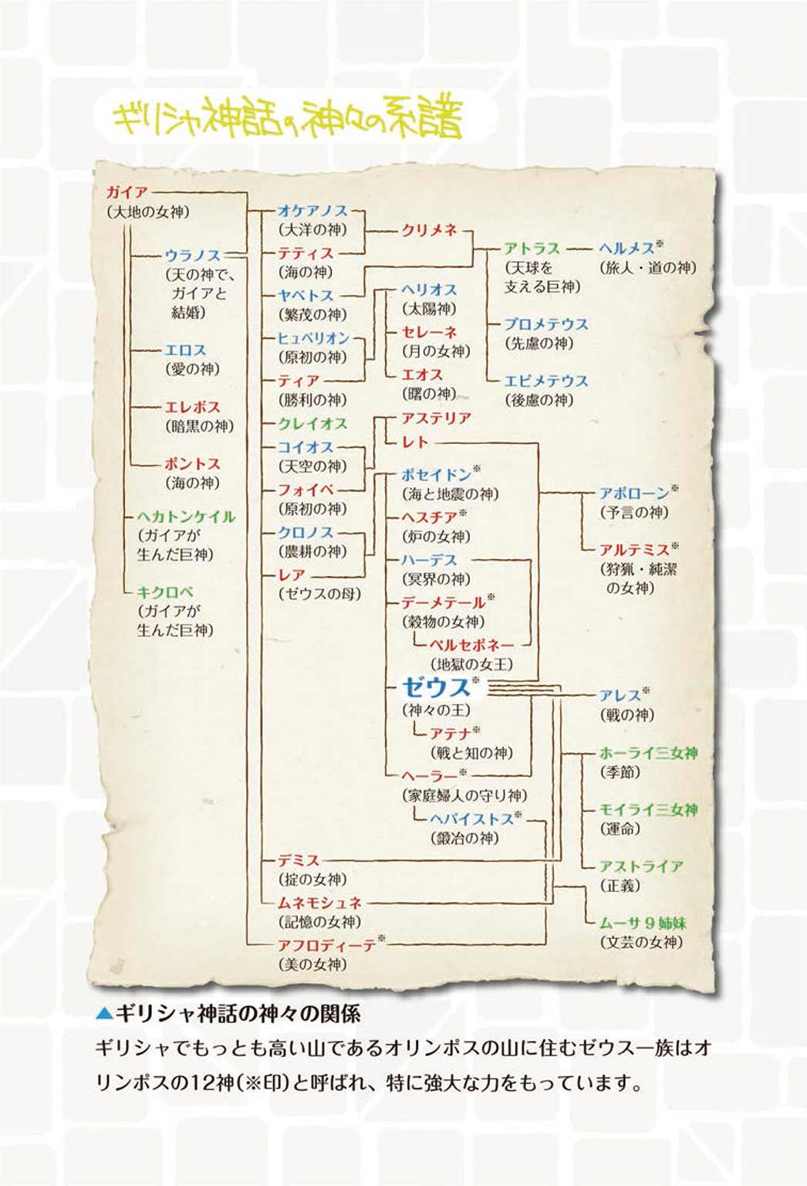 ギリシャ神話の神々の系譜
ガイア
(大地の女神)
ウラノス
(天の神で、
ガイアと
結婚)
エロス
(愛の神)
エレボス
(暗黒の神)
ポントス
(海の神)
ヘカトンケイル
(ガイアが
生んだ巨神)
キクロペ
(ガイアが
生んだ巨神)
オケアノス
(大洋の神)
テティス
(海の神)
ヤペトス
(繁茂の神)
ヒュペリオン
(原初の神)
ティア
(勝利の神)
クレイオス
コイオス
(天空の神)
フォイベ
(原初の神)
クロノス
(農耕の神)
レア
(ゼウスの母)
デミス
(掟の女神)
ムネモシュネ
(記憶の女神)
アフロディーテ※
(美の女神)
クリメネ
ヘリオス
(太陽神)
セレーネ
(月の女神)
エオス
(曙の神)
アステリア
レト
ポセイドン※
(海と地震の神)
ヘスチア※
(炉の女神)
ハーデス
(冥界の神)
デーメテール※
(穀物の女神)
ペルセポネー
(地獄の女王)
ゼウス※
(神々の王)
アテナ※
(戦と知の神)
ヘーラー※
(家庭婦人の守り神)
ヘパイストス※
(鍛冶の神)
アトラス
(天球を
支える巨神)
プロメテウス
(先慮の神)
エピメテウス
(後慮の神)
ヘルメス※
(旅人・道の神)
アポローン※
(予言の神)
アルテミス※
(狩猟・純潔
の女神)
アレス※
(戦の神)
ホーライ三女神
(季節)
モイライ三女神
(運命)
アストライア
(正義)
ムーサ9姉妹
(文芸の女神)
▲ギリシャ神話の神々の関係
ギリシャでもっとも高い山であるオリンポスの山に住むゼウス一族はオ
リンポスの12神(※印)と呼ばれ、特に強大な力をもっています。